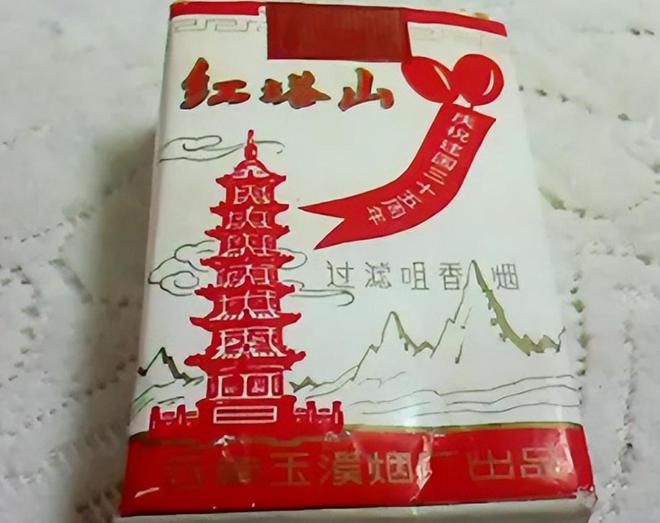 红塔山
庆祝建国三十五周年
过滤咀香烟
云南玉溪烟厂出品